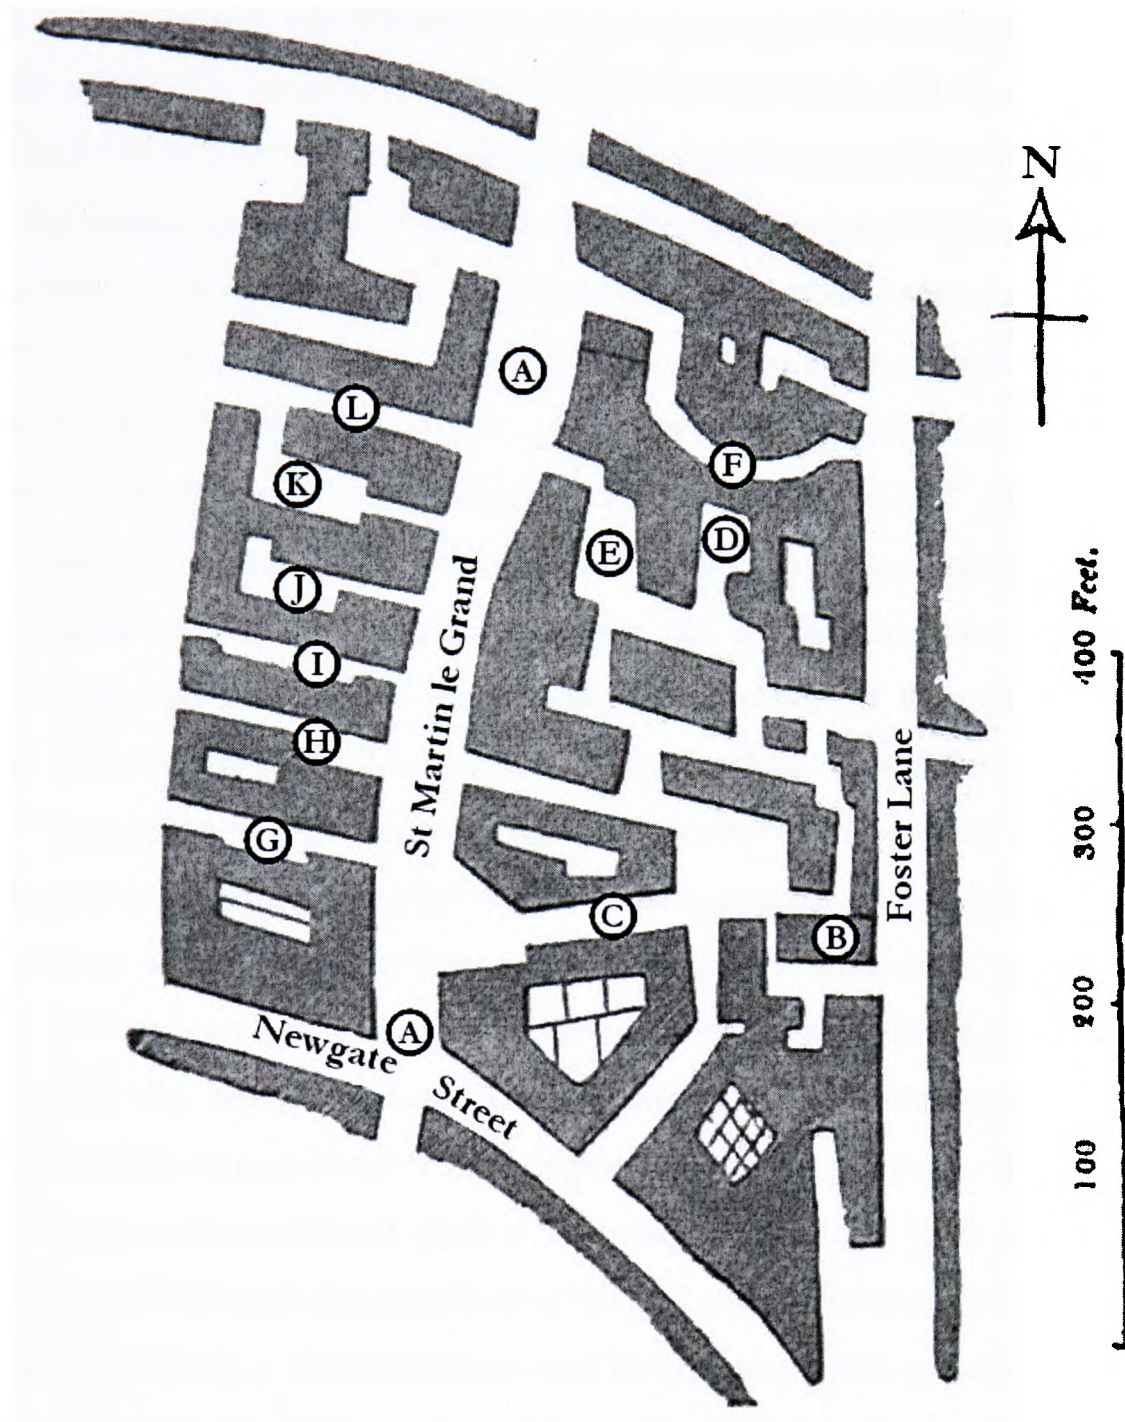 N
A
L
F
K
D
E
J
I
H
G
C
B
A
St Martin le Grand
Foster Lane
Newgate
Street
400 Feet.
300
200
100